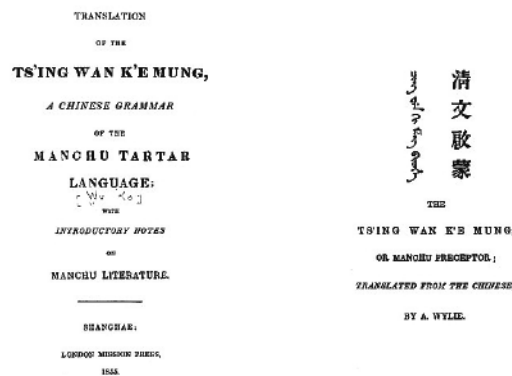 TRANSLATION
OF THE
TS'ING WAN K'E MUNG,
A CHINESE GRAMMAR
OF THE
MANCHU TARTAR
LANGUAGE;
WITH
INTRODUCTORY NOTES
ON
MANCHU LITERATURE.
SHANGHAE:
LONDON MISSION PRESS,
1855.
清文啟蒙
THE
TS'ING WAN K'E MUNG
OR MANCHU PRECEPTOR;
TRANSLATED FROM THE CHINESE
BY A. WYLIE.